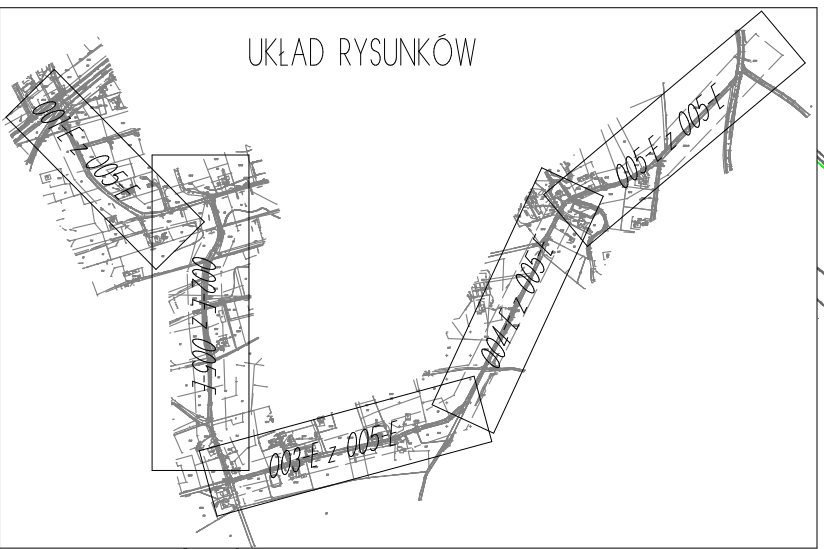 UKŁAD RYSUNKÓW
001-E z 005-E
002-E z 005-E
003-E z 005-E
004-E z 005-E
005-E z 005-E